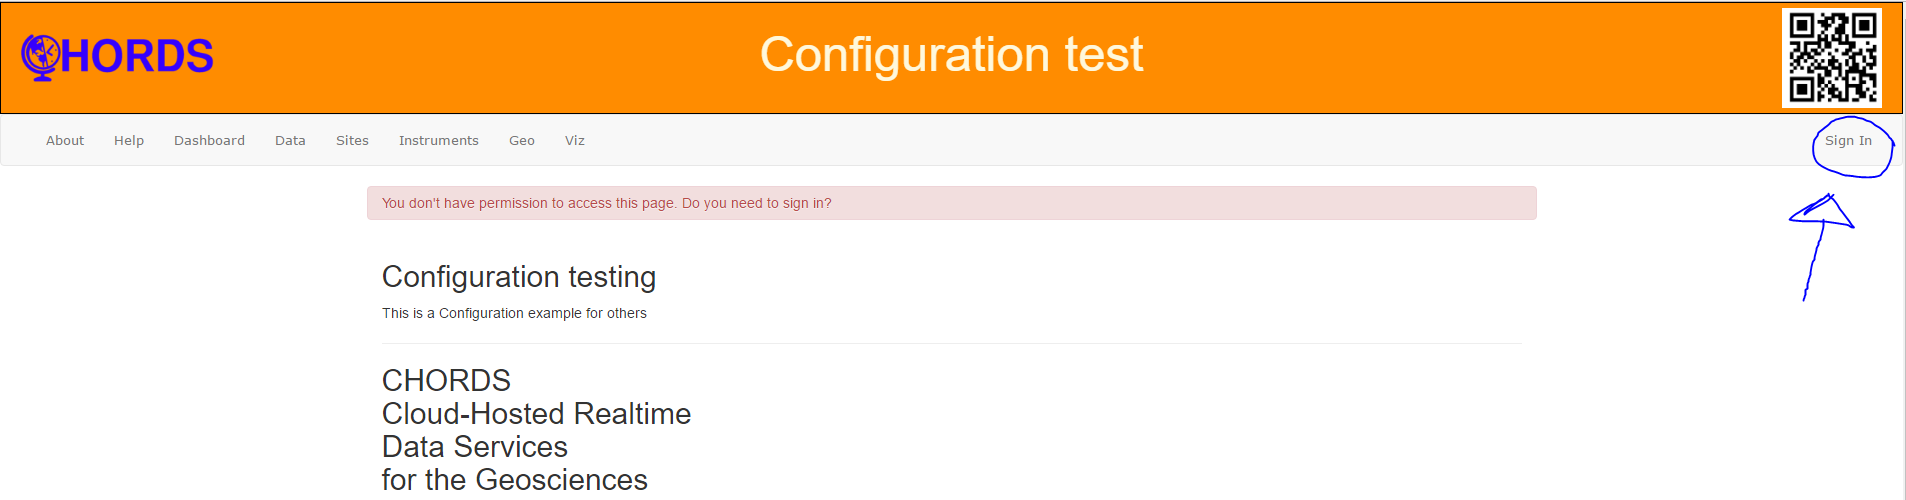 CHORDS
Configuration test
About Help Dashboard Data Sites Instruments Geo Viz Sign In
You don't have permission to access this page. Do you need to sign in?
Configuration testing
This is a Configuration example for others
CHORDS
Cloud-Hosted Realtime
Data Services
for the Geosciences